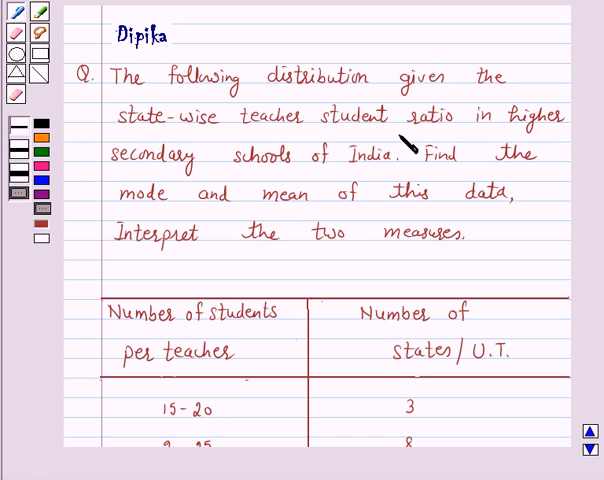 Dipika
Q. The following distribution gives the
state-wise teacher student ratio in higher
secondary schools of India. Find the
mode and mean of this data,
Interpret the two measures.
Number of students Number of
per teacher states/U.T.
15-20 3